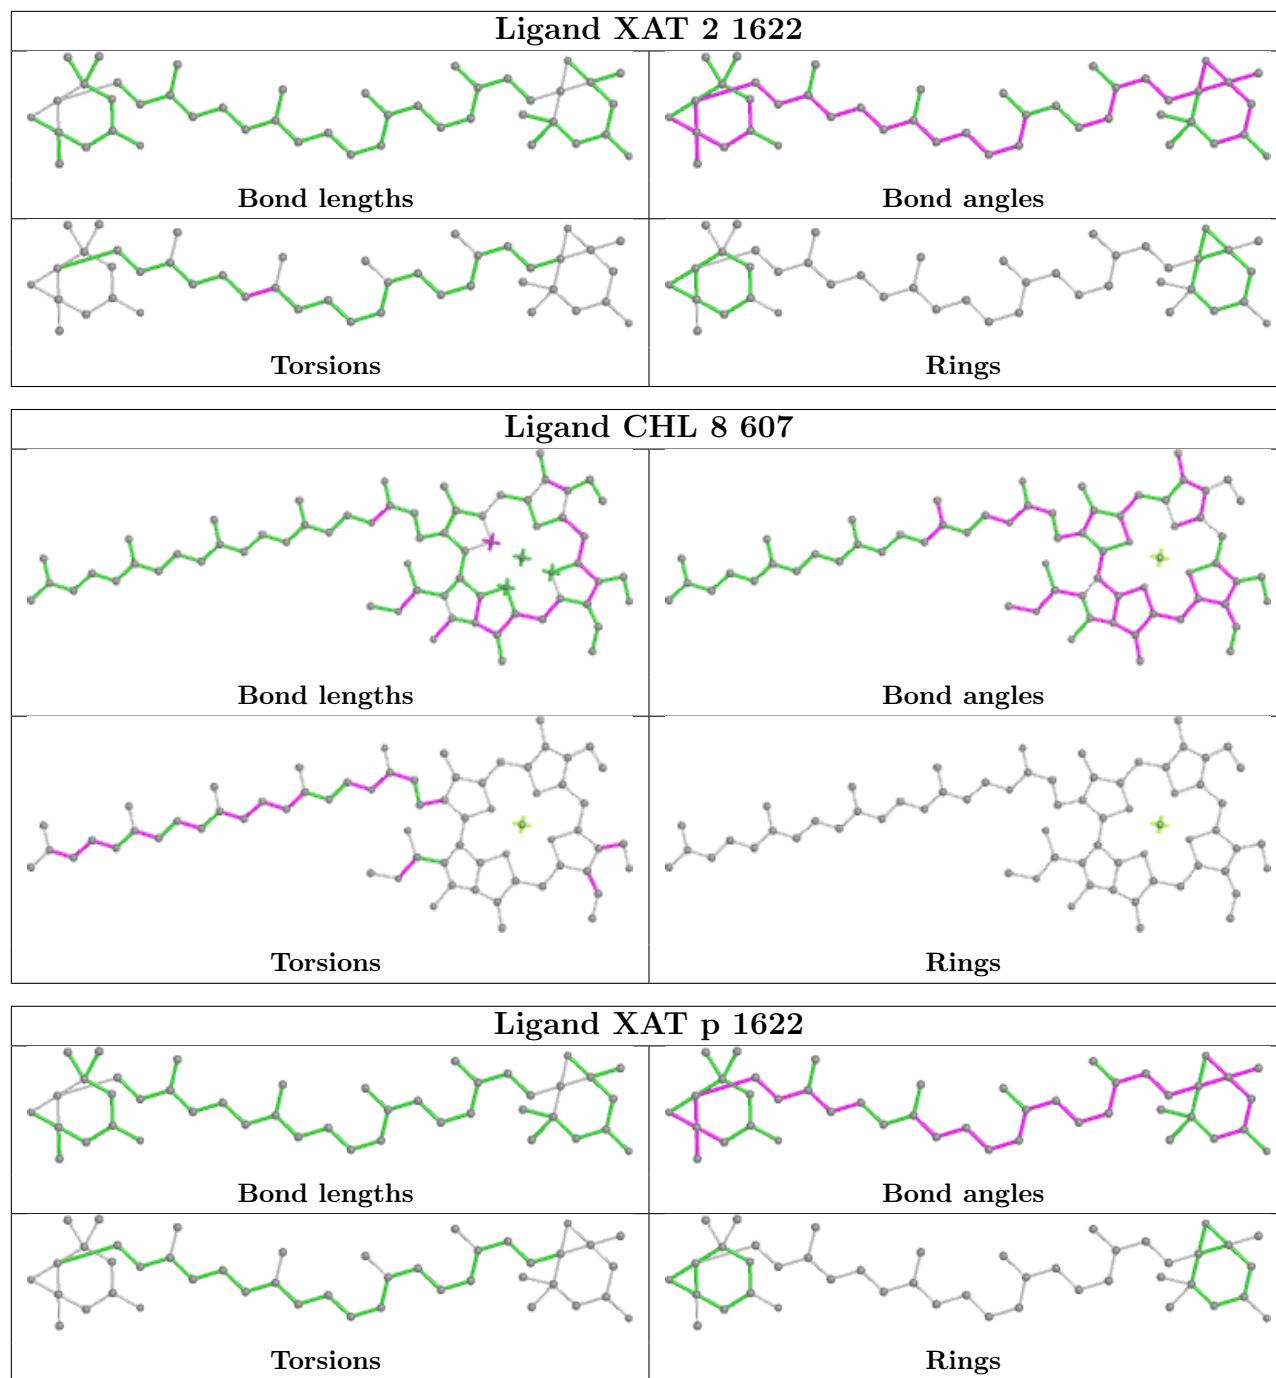 Ligand XAT 2 1622
Bond lengths
Bond angles
Torsions
Rings
Ligand CHL 8 607
Bond lengths
Bond angles
Torsions
Rings
Ligand XAT p 1622
Bond lengths
Bond angles
Torsions
Rings